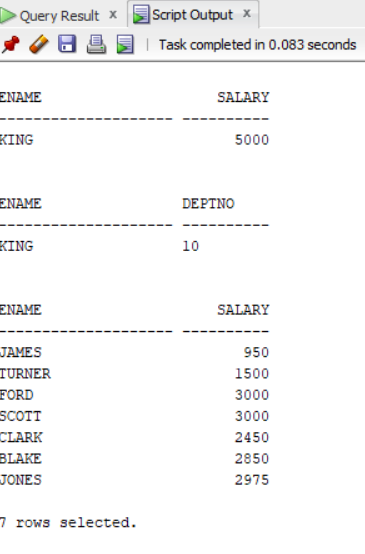 Query Result x Script Output x
Task completed in 0.083 seconds
ENAME SALARY
-------------------- ----------
KING 5000
ENAME DEPTNO
-------------------- ----------
KING 10
ENAME SALARY
-------------------- ----------
JAMES 950
TURNER 1500
FORD 3000
SCOTT 3000
CLARK 2450
BLAKE 2850
JONES 2975
7 rows selected.